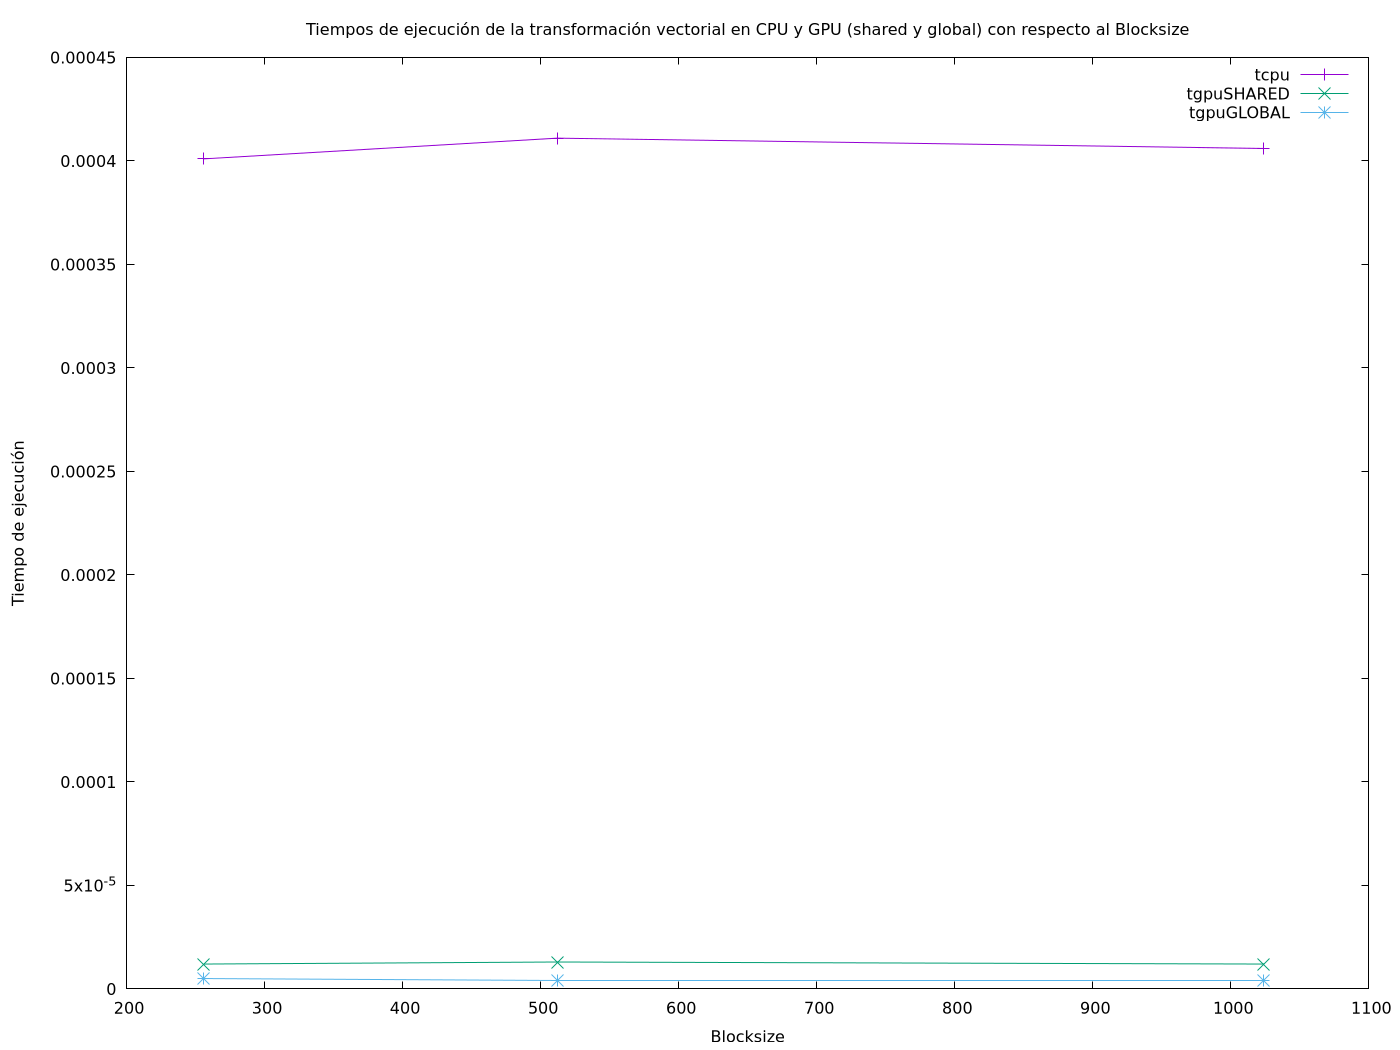 Tiempos de ejecución de la transformación vectorial en CPU y GPU (shared y global) con respecto al Blocksize
0.00045
0.0004
0.00035
0.0003
0.00025
0.0002
0.00015
0.0001
5x10⁻⁵
0
tcpu
tgpuSHARED
tgpuGLOBAL
Tiempo de ejecución
200 300 400 500 600 700 800 900 1000 1100
Blocksize